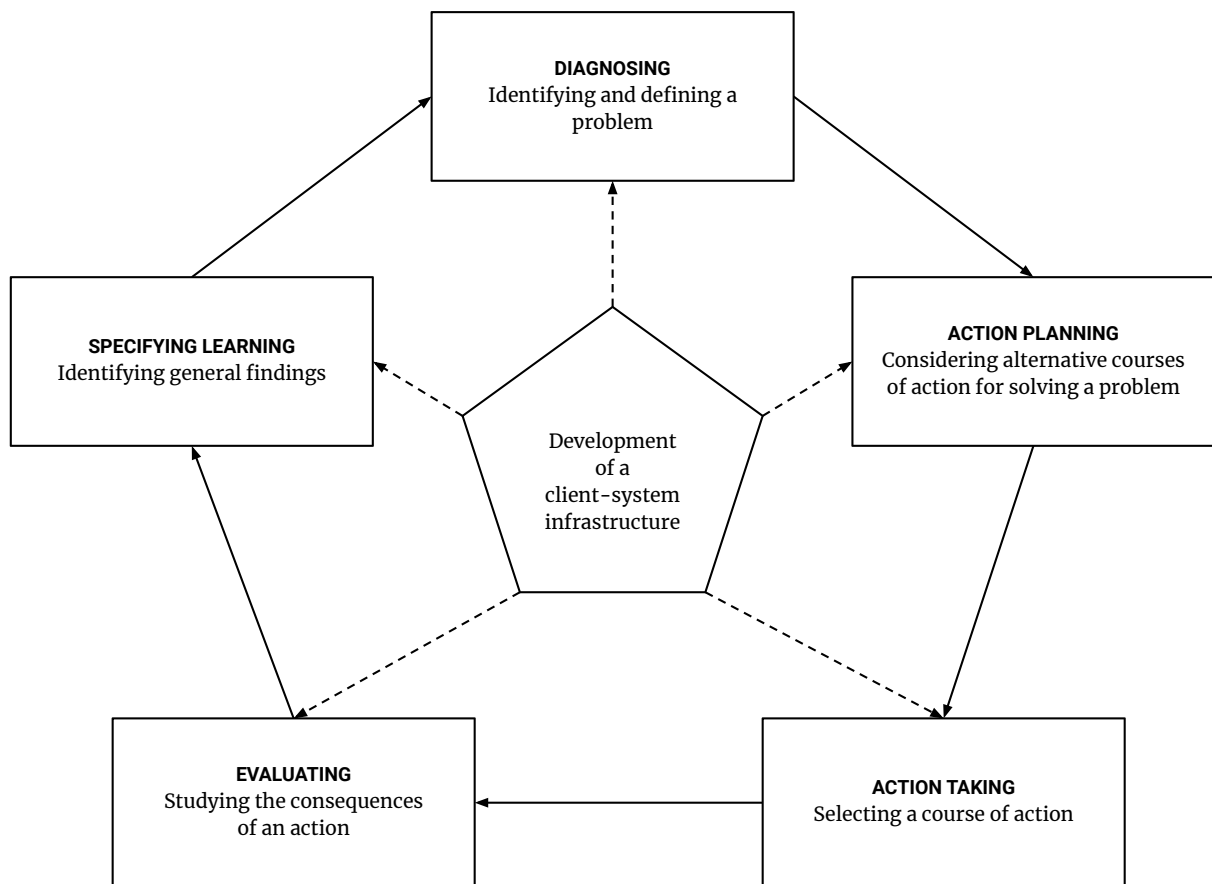 DIAGNOSING
Identifying and defining a
problem
SPECIFYING LEARNING
Identifying general findings
ACTION PLANNING
Considering alternative courses
of action for solving a problem
Development
of a
client-system
infrastructure
EVALUATING
Studying the consequences
of an action
ACTION TAKING
Selecting a course of action